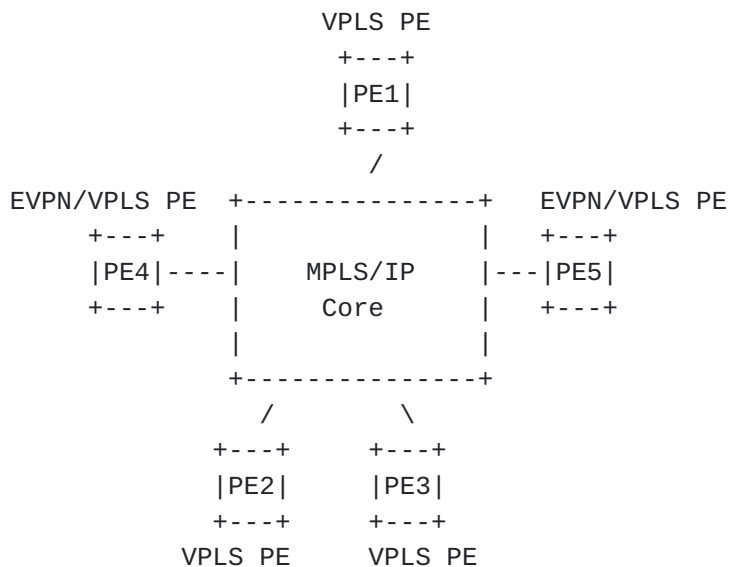 VPLS PE
                     +---+
                     |PE1|
                     +---+
                       /
EVPN/VPLS PE  +---------------+   EVPN/VPLS PE
     +---+    |               |   +---+
     |PE4|----|    MPLS/IP    |---|PE5|
     +---+    |     Core      |   +---+
              |               |
              +---------------+
                /        \
             +---+     +---+
             |PE2|     |PE3|
             +---+     +---+
           VPLS PE     VPLS PE